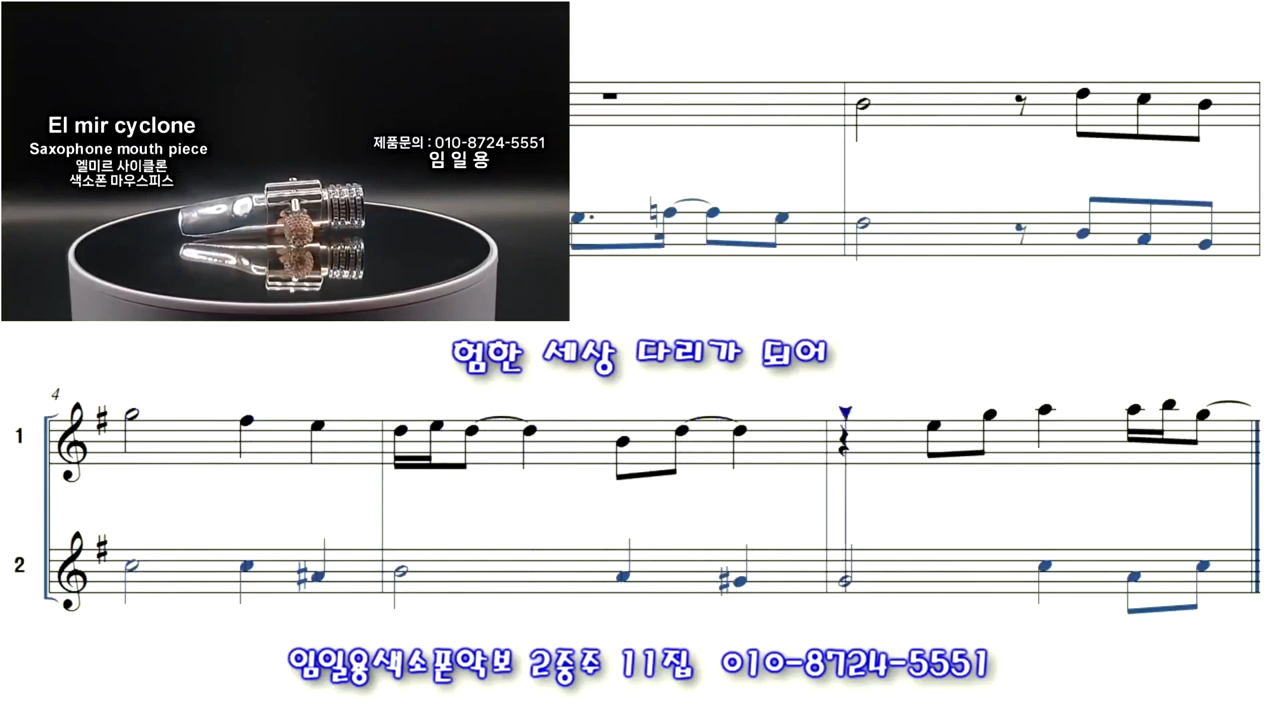 El mir cyclone
Saxophone mouth piece
엘미르 사이클론
색소폰 마우스피스
제품문의 : 010-8724-5551
임 일 용
험한 세상 다리가 되어
4
1
2
임일용색소폰악보 2중주 11집 010-8724-5551